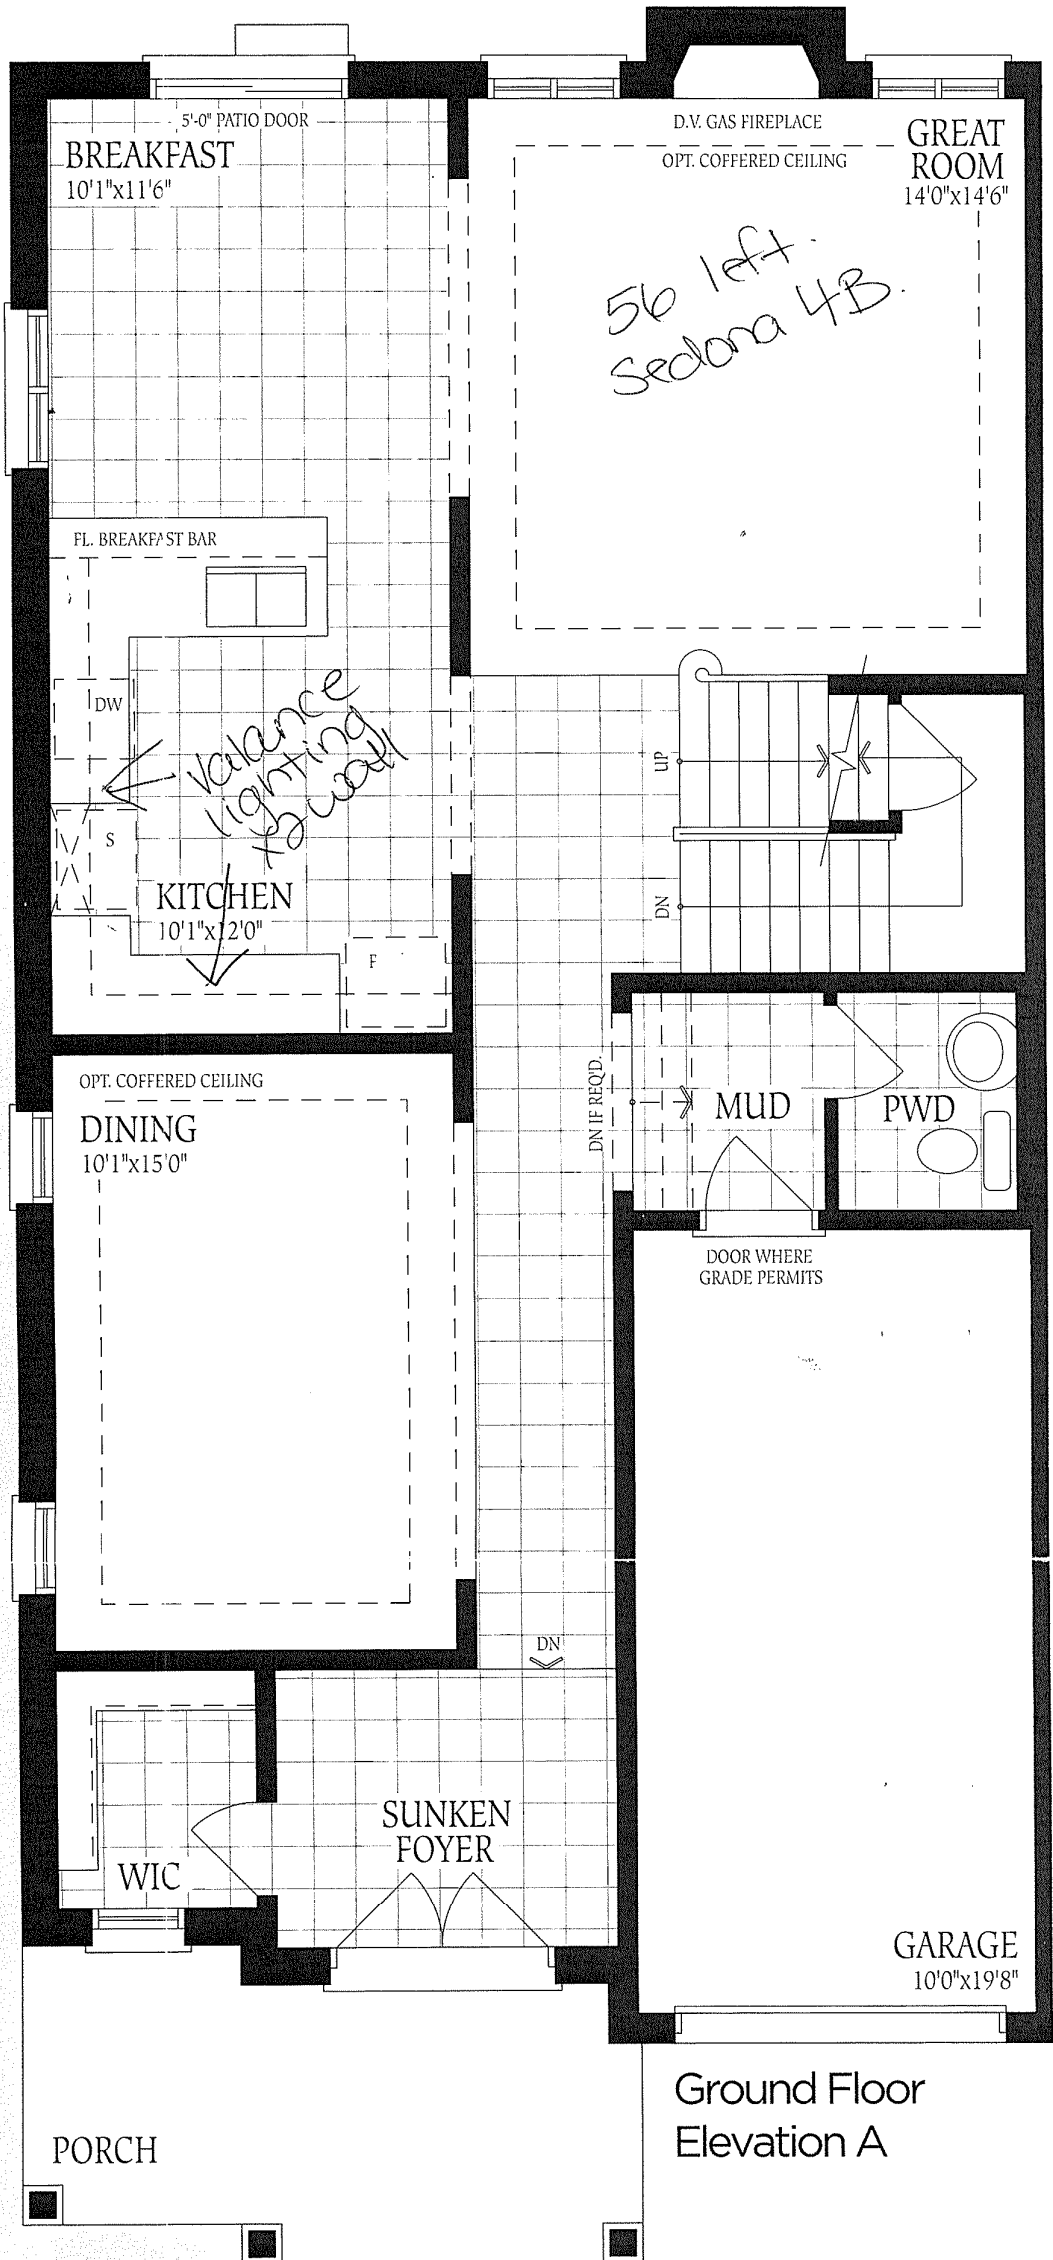 5'-0" PATIO DOOR
BREAKFAST
10'1"x11'6"
D.V. GAS FIREPLACE
OPT. COFFERED CEILING
GREAT
ROOM
14'0"x14'6"
56 left.
Sedona 4B.
FL. BREAKFAST BAR
DW
valance
lighting
x2 wall
S
KITCHEN
10'1"x12'0"
F
UP
DN
OPT. COFFERED CEILING
DINING
10'1"x15'0"
DN IF REQ'D.
MUD
PWD
DOOR WHERE
GRADE PERMITS
DN
SUNKEN
FOYER
WIC
GARAGE
10'0"x19'8"
Ground Floor
Elevation A
PORCH